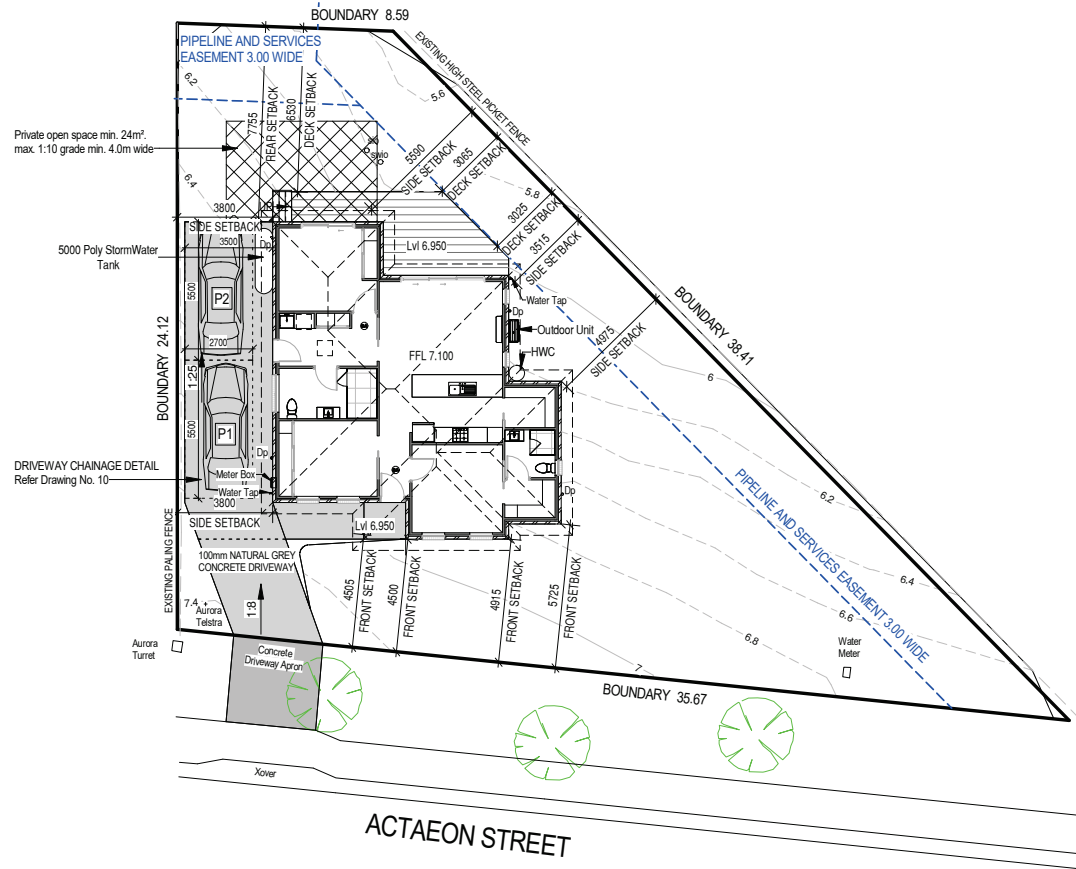 BOUNDARY 8.59
PIPELINE AND SERVICES
EASEMENT 3.00 WIDE
EXISTING HIGH STEEL PICKET FENCE
6.2
5.6
7755
REAR SETBACK
6530
DECK SETBACK
Private open space min. 24m².
max. 1:10 grade min. 4.0m wide
swio
5590
SIDE SETBACK
3065
DECK SETBACK
6.4
5.8
3025
DECK SETBACK
3515
SIDE SETBACK
3800
SIDE SETBACK
3500
Dp
5000 Poly StormWater
Tank
Lvl 6.950
BOUNDARY 38.41
Water Tap
Dp
Outdoor Unit
HWC
4975
SIDE SETBACK
5500
P2
2700
FFL 7.100
6
BOUNDARY 24.12
1:25
5500
P1
Dp
DRIVEWAY CHAINAGE DETAIL
Refer Drawing No. 10
Meter Box
Water Tap
3800
SIDE SETBACK
Dp
6.2
PIPELINE AND SERVICES EASEMENT 3.00 WIDE
Lvl 6.950
EXISTING PALING FENCE
100mm NATURAL GREY
CONCRETE DRIVEWAY
4505
FRONT SETBACK
4500
FRONT SETBACK
4915
FRONT SETBACK
5725
FRONT SETBACK
6.4
6.6
7.4
Aurora
Telstra
1:8
6.8
Aurora
Turret
Concrete
Driveway Apron
Water
Meter
7
BOUNDARY 35.67
Xover
ACTAEON STREET